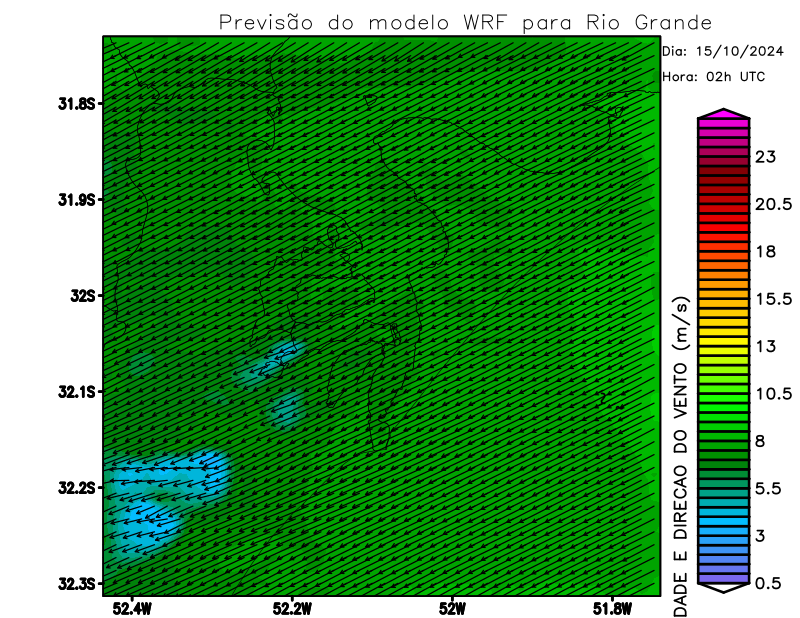 Previsão do modelo WRF para Rio Grande
Dia: 15/10/2024
Hora: 02h UTC
31.8S
31.9S
32S
32.1S
32.2S
32.3S
52.4W
52.2W
52W
51.8W
DADE E DIRECAO DO VENTO (m/s)
23
20.5
18
15.5
13
10.5
8
5.5
3
0.5